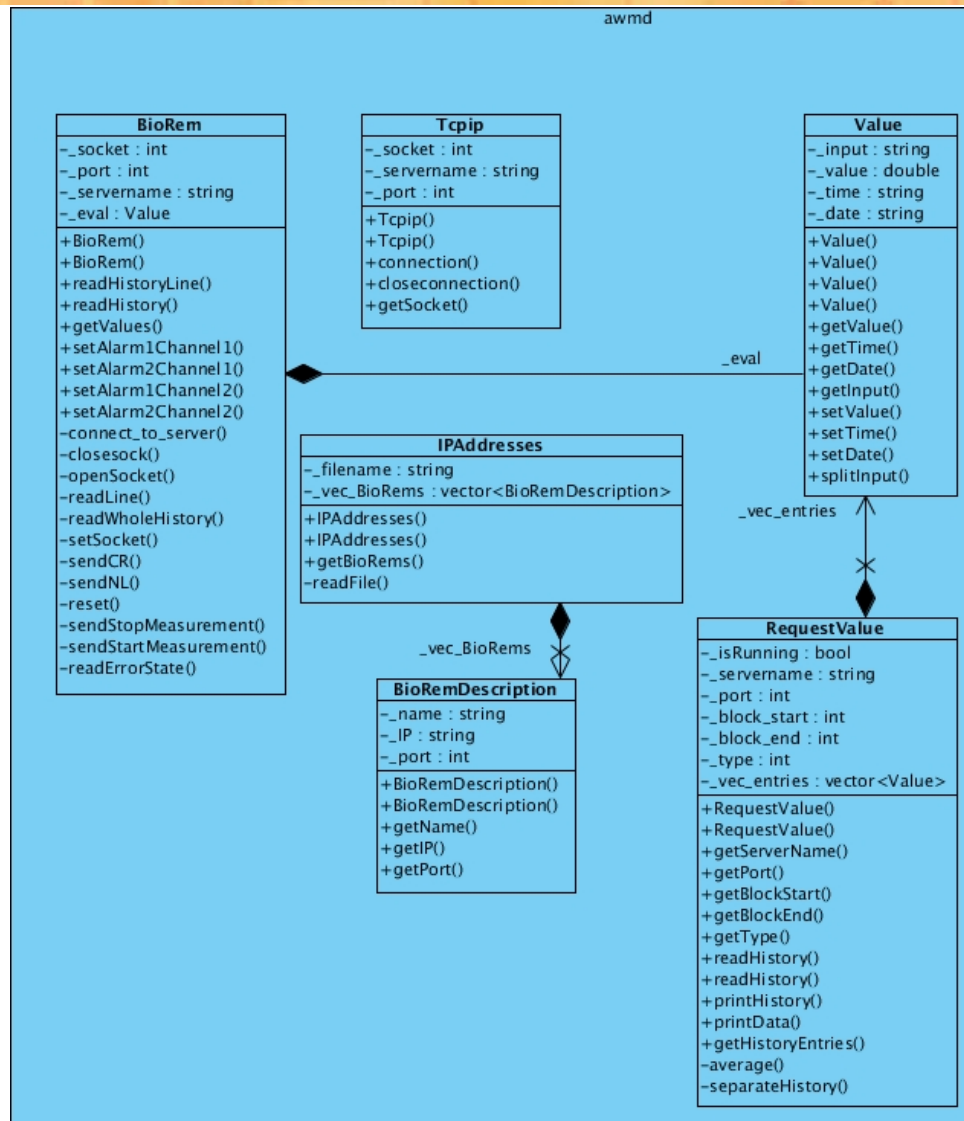 awmd
BioRem
-_socket : int
-_port : int
-_servername : string
-_eval : Value
+BioRem()
+BioRem()
+readHistoryLine()
+readHistory()
+getValues()
+setAlarm1Channel1()
+setAlarm2Channel1()
+setAlarm1Channel2()
+setAlarm2Channel2()
-connect_to_server()
-closesock()
-openSocket()
-readLine()
-readWholeHistory()
-setSocket()
-sendCR()
-sendNL()
-reset()
-sendStopMeasurement()
-sendStartMeasurement()
-readErrorState()
Tcpip
-_socket : int
-_servername : string
-_port : int
+Tcpip()
+Tcpip()
+connection()
+closeconnection()
+getSocket()
Value
-_input : string
-_value : double
-_time : string
-_date : string
+Value()
+Value()
+Value()
+Value()
+getValue()
+getTime()
+getDate()
+getInput()
+setValue()
+setTime()
+setDate()
+splitInput()
_eval
IPAddresses
-_filename : string
-_vec_BioRems : vector<BioRemDescription>
+IPAddresses()
+IPAddresses()
+getBioRems()
-readFile()
_vec_BioRems
BioRemDescription
-_name : string
-_IP : string
-_port : int
+BioRemDescription()
+BioRemDescription()
+getName()
+getIP()
+getPort()
_vec_entries
RequestValue
-_isRunning : bool
-_servername : string
-_port : int
-_block_start : int
-_block_end : int
-_type : int
-_vec_entries : vector<Value>
+RequestValue()
+RequestValue()
+getServerName()
+getPort()
+getBlockStart()
+getBlockEnd()
+getType()
+readHistory()
+readHistory()
+printHistory()
+printData()
+getHistoryEntries()
-average()
-separateHistory()